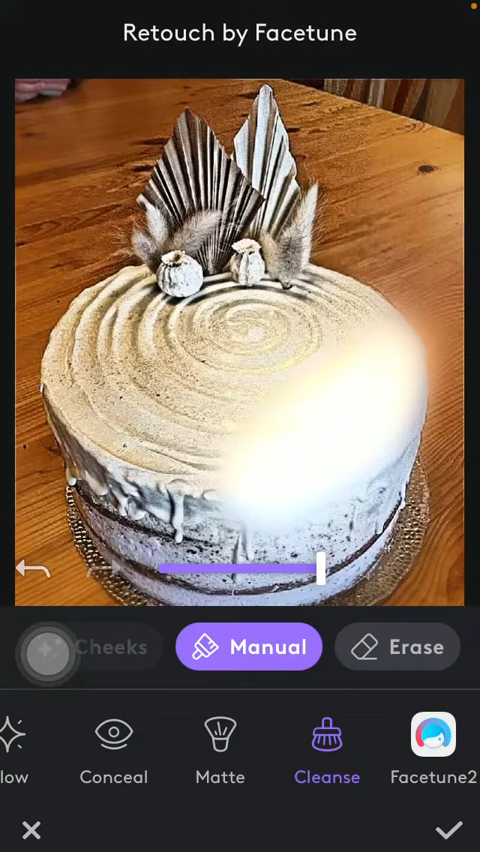 Retouch by Facetune
Cheeks
Manual
Erase
low
Conceal
Matte
Cleanse
Facetune2